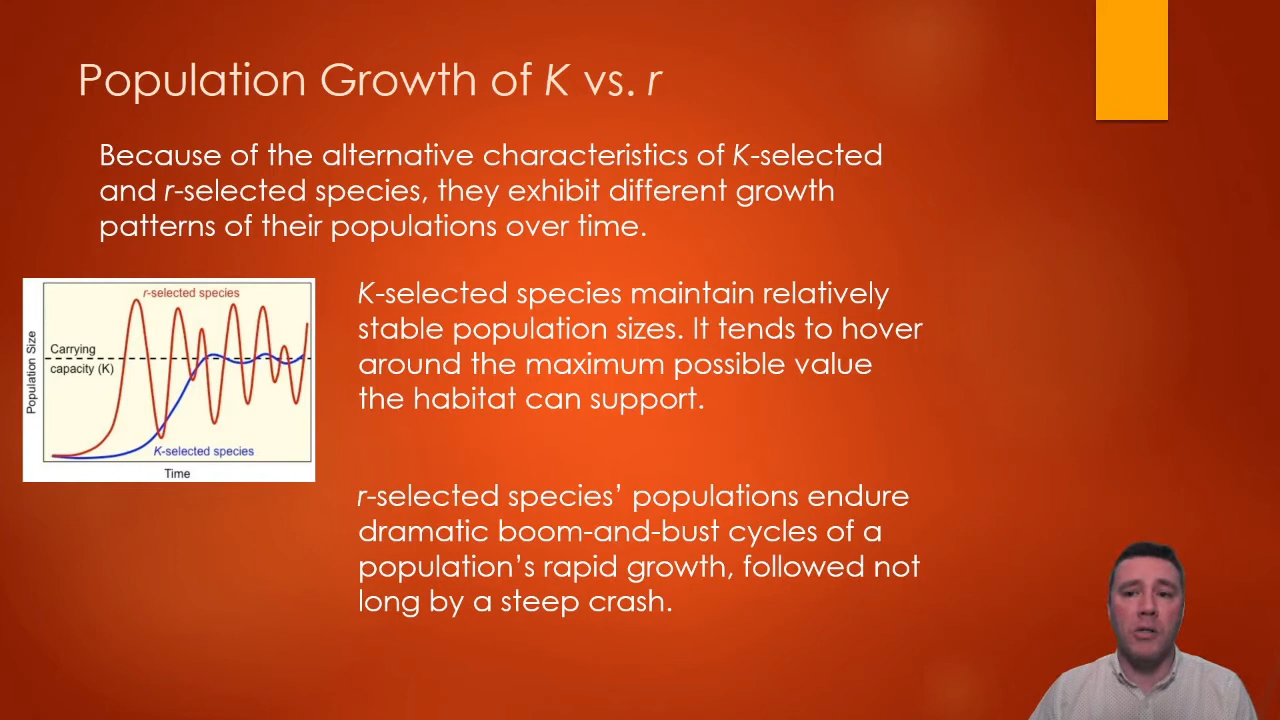 Population Growth of K vs. r
Because of the alternative characteristics of K-selected
and r-selected species, they exhibit different growth
patterns of their populations over time.
r-selected species
Carrying
capacity (K)
Population Size
K-selected species
Time
K-selected species maintain relatively
stable population sizes. It tends to hover
around the maximum possible value
the habitat can support.
r-selected species’ populations endure
dramatic boom-and-bust cycles of a
population’s rapid growth, followed not
long by a steep crash.